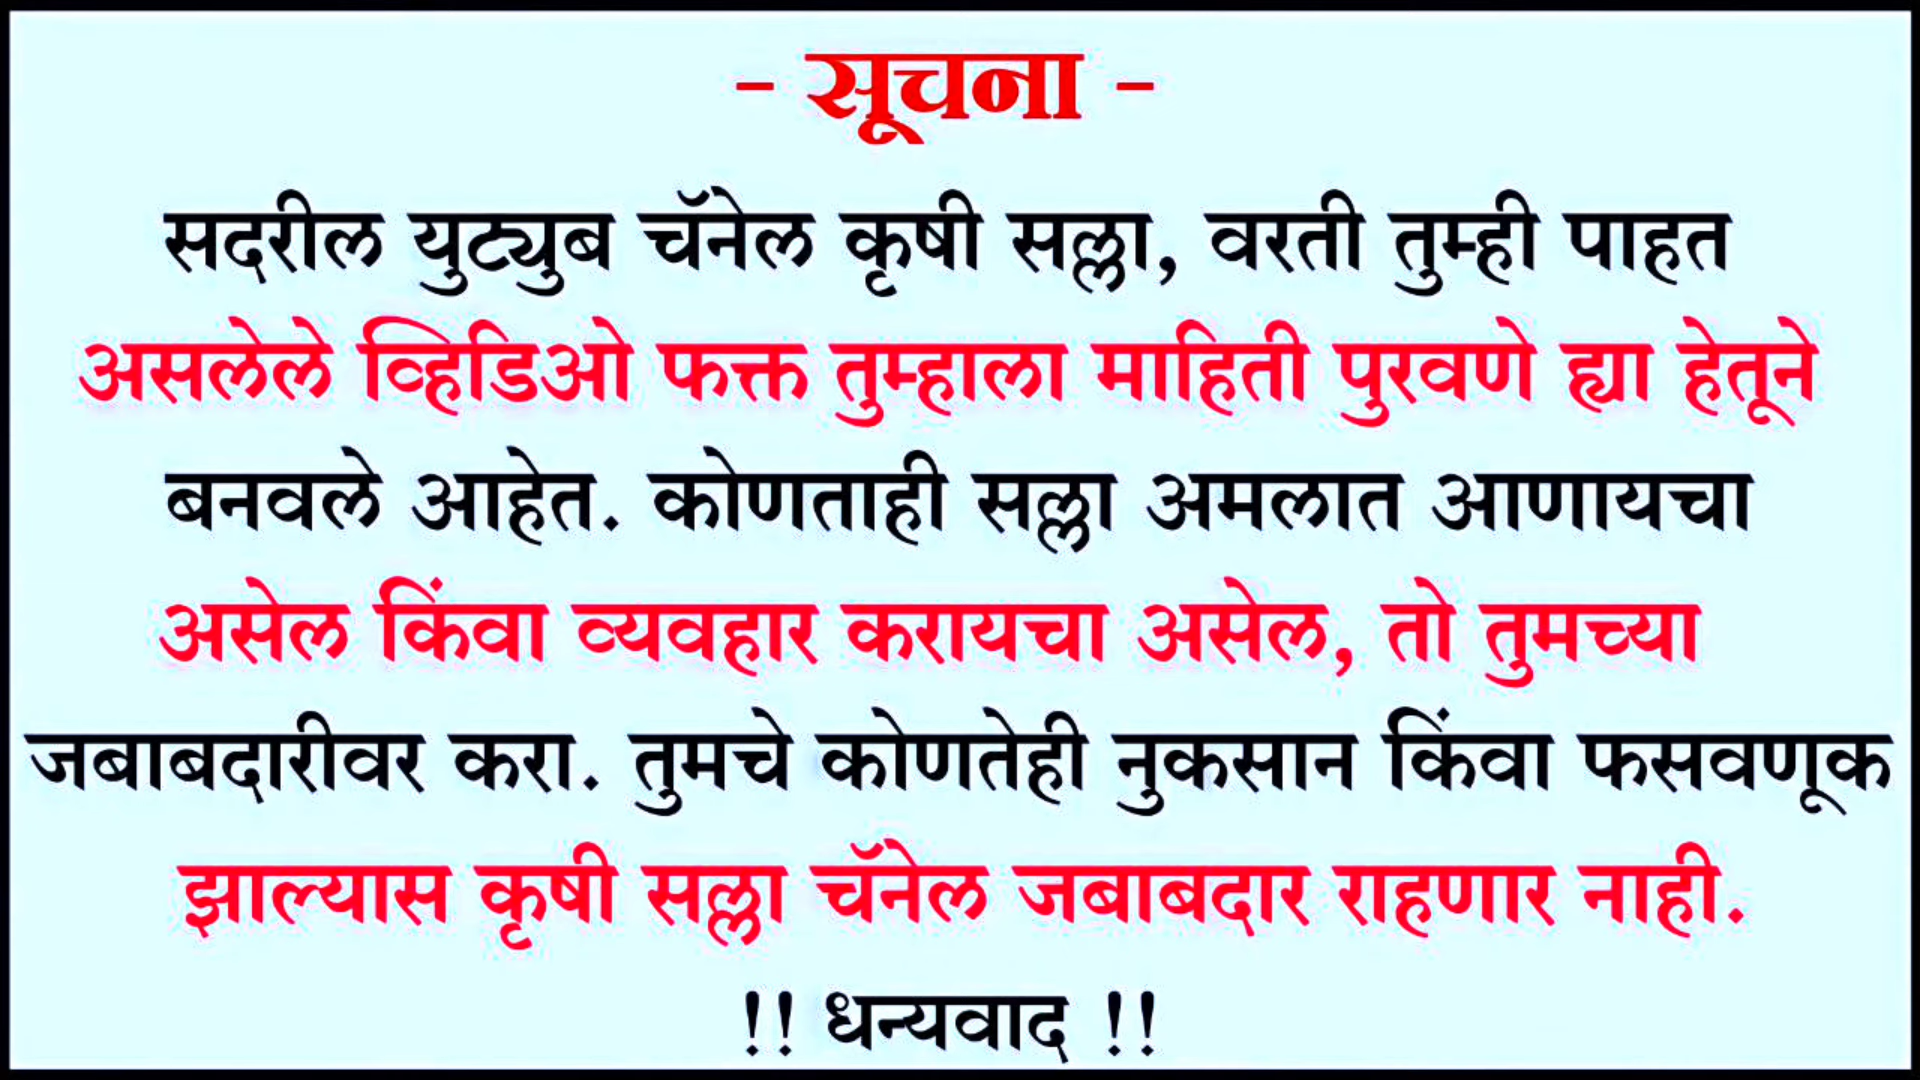 - सूचना -
सदरील युट्युब चॅनेल कृषी सल्ला, वरती तुम्ही पाहत
असलेले व्हिडिओ फक्त तुम्हाला माहिती पुरवणे ह्या हेतूने
बनवले आहेत. कोणताही सल्ला अमलात आणायचा
असेल किंवा व्यवहार करायचा असेल, तो तुमच्या
जबाबदारीवर करा. तुमचे कोणतेही नुकसान किंवा फसवणूक
झाल्यास कृषी सल्ला चॅनेल जबाबदार राहणार नाही.
!! धन्यवाद !!